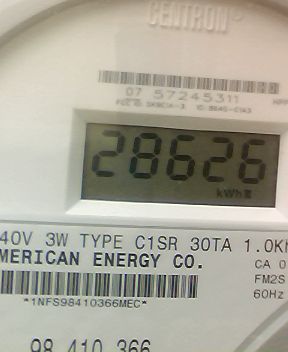 CENTRON®
07 57245311
28626
kWh
40V 3W TYPE C1SR 30TA 1.0Kh
MERICAN ENERGY CO.
CA 0
FM2S
60Hz
*1NFS98410366MEC*
98 410 366